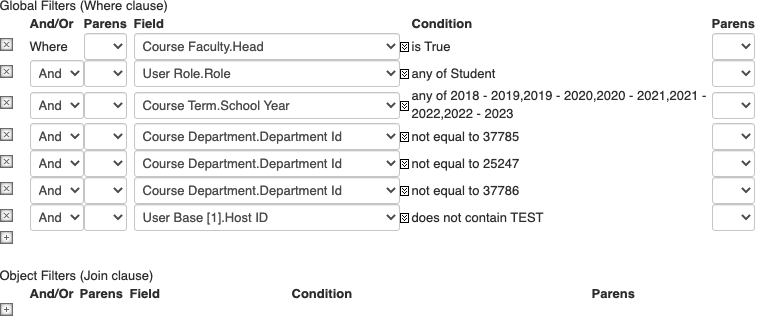 Global Filters (Where clause)
And/Or Parens Field Condition Parens
Where Course Faculty.Head is True
And User Role.Role any of Student
And Course Term.School Year any of 2018 - 2019,2019 - 2020,2020 - 2021,2021 -
2022,2022 - 2023
And Course Department.Department Id not equal to 37785
And Course Department.Department Id not equal to 25247
And Course Department.Department Id not equal to 37786
And User Base [1].Host ID does not contain TEST
Object Filters (Join clause)
And/Or Parens Field Condition Parens